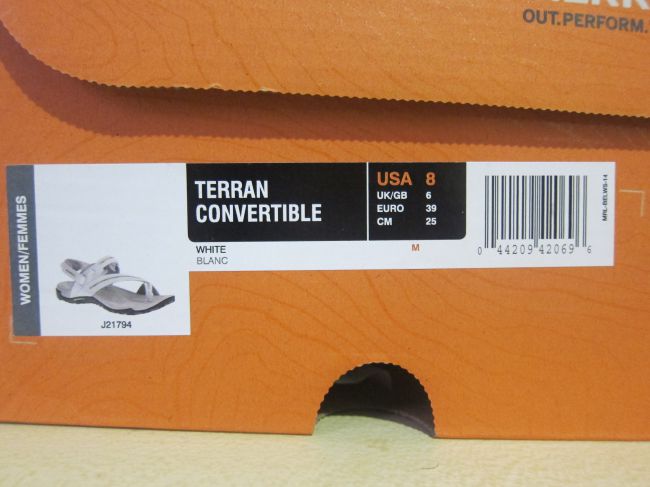 OUT.PERFORM.
WOMEN/FEMMES
J21794
TERRAN
CONVERTIBLE
WHITE
BLANC
M
USA 8
UK/GB 6
EURO 39
CM 25
0 44209 42069 6
MRL-BELWS-14